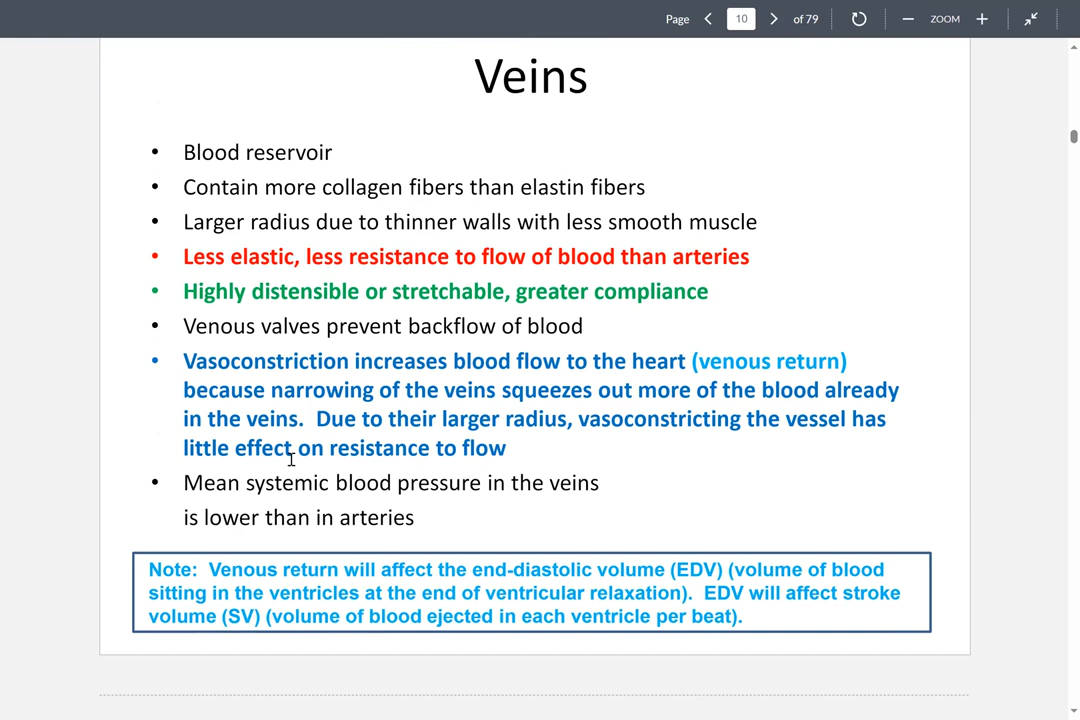 Page 10 of 79 ZOOM
Veins
• Blood reservoir
• Contain more collagen fibers than elastin fibers
• Larger radius due to thinner walls with less smooth muscle
• Less elastic, less resistance to flow of blood than arteries
• Highly distensible or stretchable, greater compliance
• Venous valves prevent backflow of blood
• Vasoconstriction increases blood flow to the heart (venous return)
because narrowing of the veins squeezes out more of the blood already
in the veins.  Due to their larger radius, vasoconstricting the vessel has
little effect on resistance to flow
• Mean systemic blood pressure in the veins
is lower than in arteries
Note:  Venous return will affect the end-diastolic volume (EDV) (volume of blood
sitting in the ventricles at the end of ventricular relaxation).  EDV will affect stroke
volume (SV) (volume of blood ejected in each ventricle per beat).